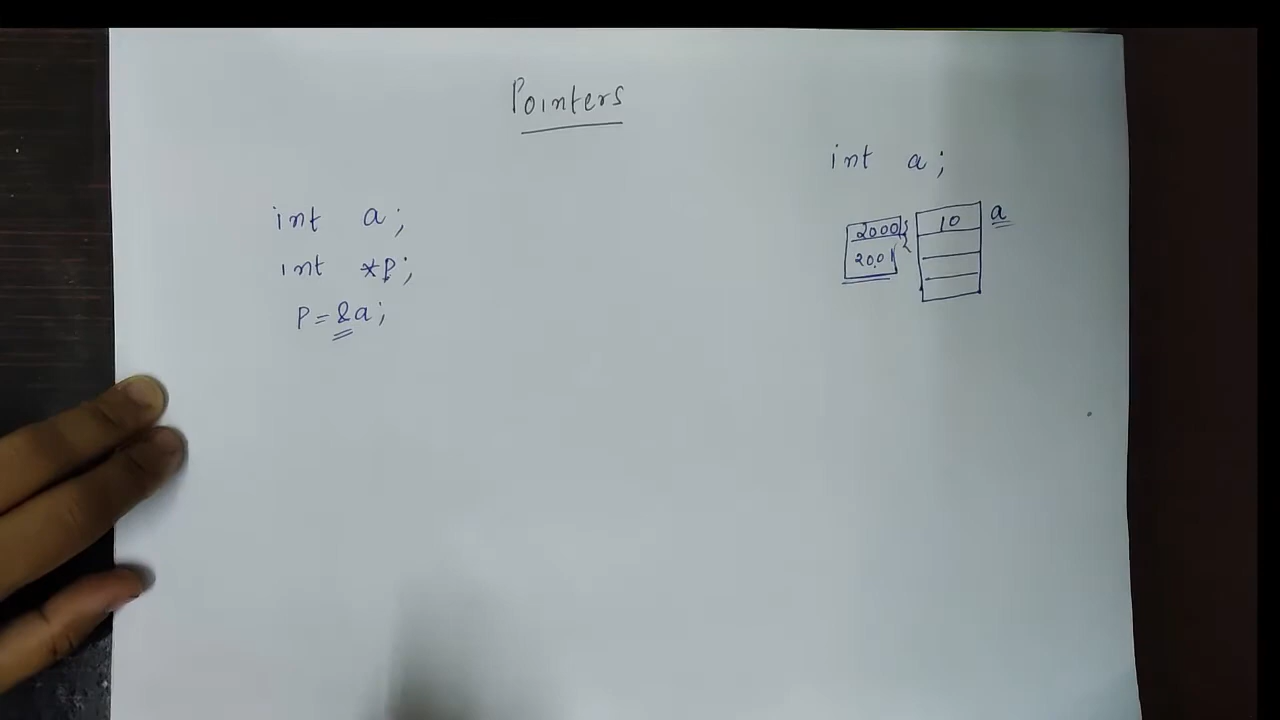 Pointers
int a;
int *p;
P = &a;
int a;
2000
2001
10
a